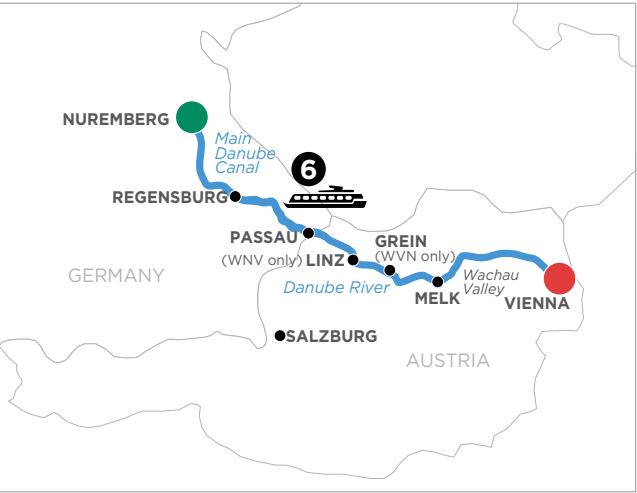 NUREMBERG
Main
Danube
Canal
6
REGENSBURG
PASSAU
GREIN
(WNV only) LINZ
(WVN only)
GERMANY
Danube River
Wachau
Valley
MELK
VIENNA
SALZBURG
AUSTRIA